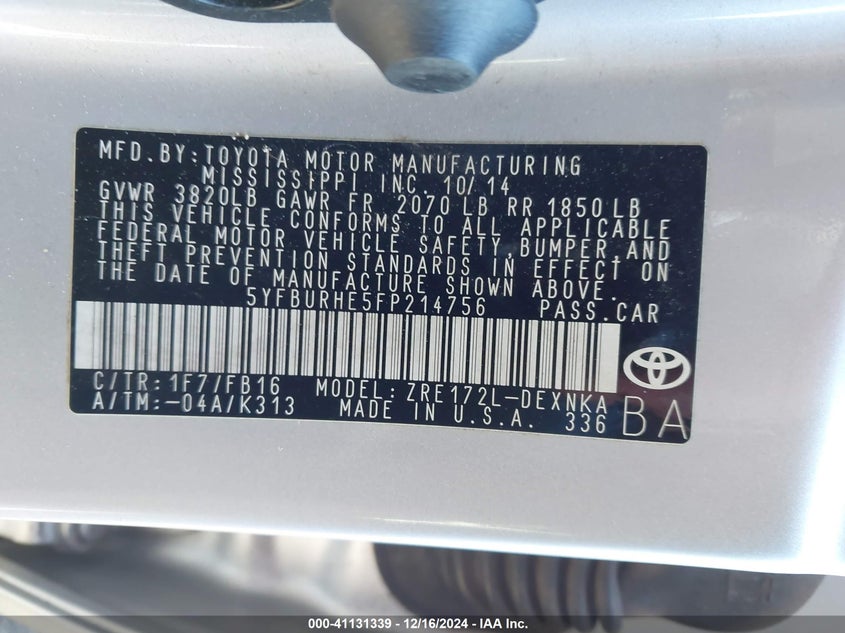 MFD.BY:TOYOTA MOTOR MANUFACTURING
MISSISSIPPI INC. 10/14
GVWR 3820LB GAWR FR 2070 LB RR 1850 LB
THIS VEHICLE CONFORMS TO ALL APPLICABLE
FEDERAL MOTOR VEHICLE SAFETY,BUMPER,AND
THEFT PREVENTION STANDARDS IN EFFECT ON
THE DATE OF MANUFACTURE SHOWN ABOVE.
5YFBURHE5FP214756 PASS.CAR
C/TR:1F7/FB16 MODEL:ZRE172L-DEXNKA
A/TM:-04A/K313 MADE IN U.S.A. 336 BA
000-41131339 - 12/16/2024 - IAA Inc.